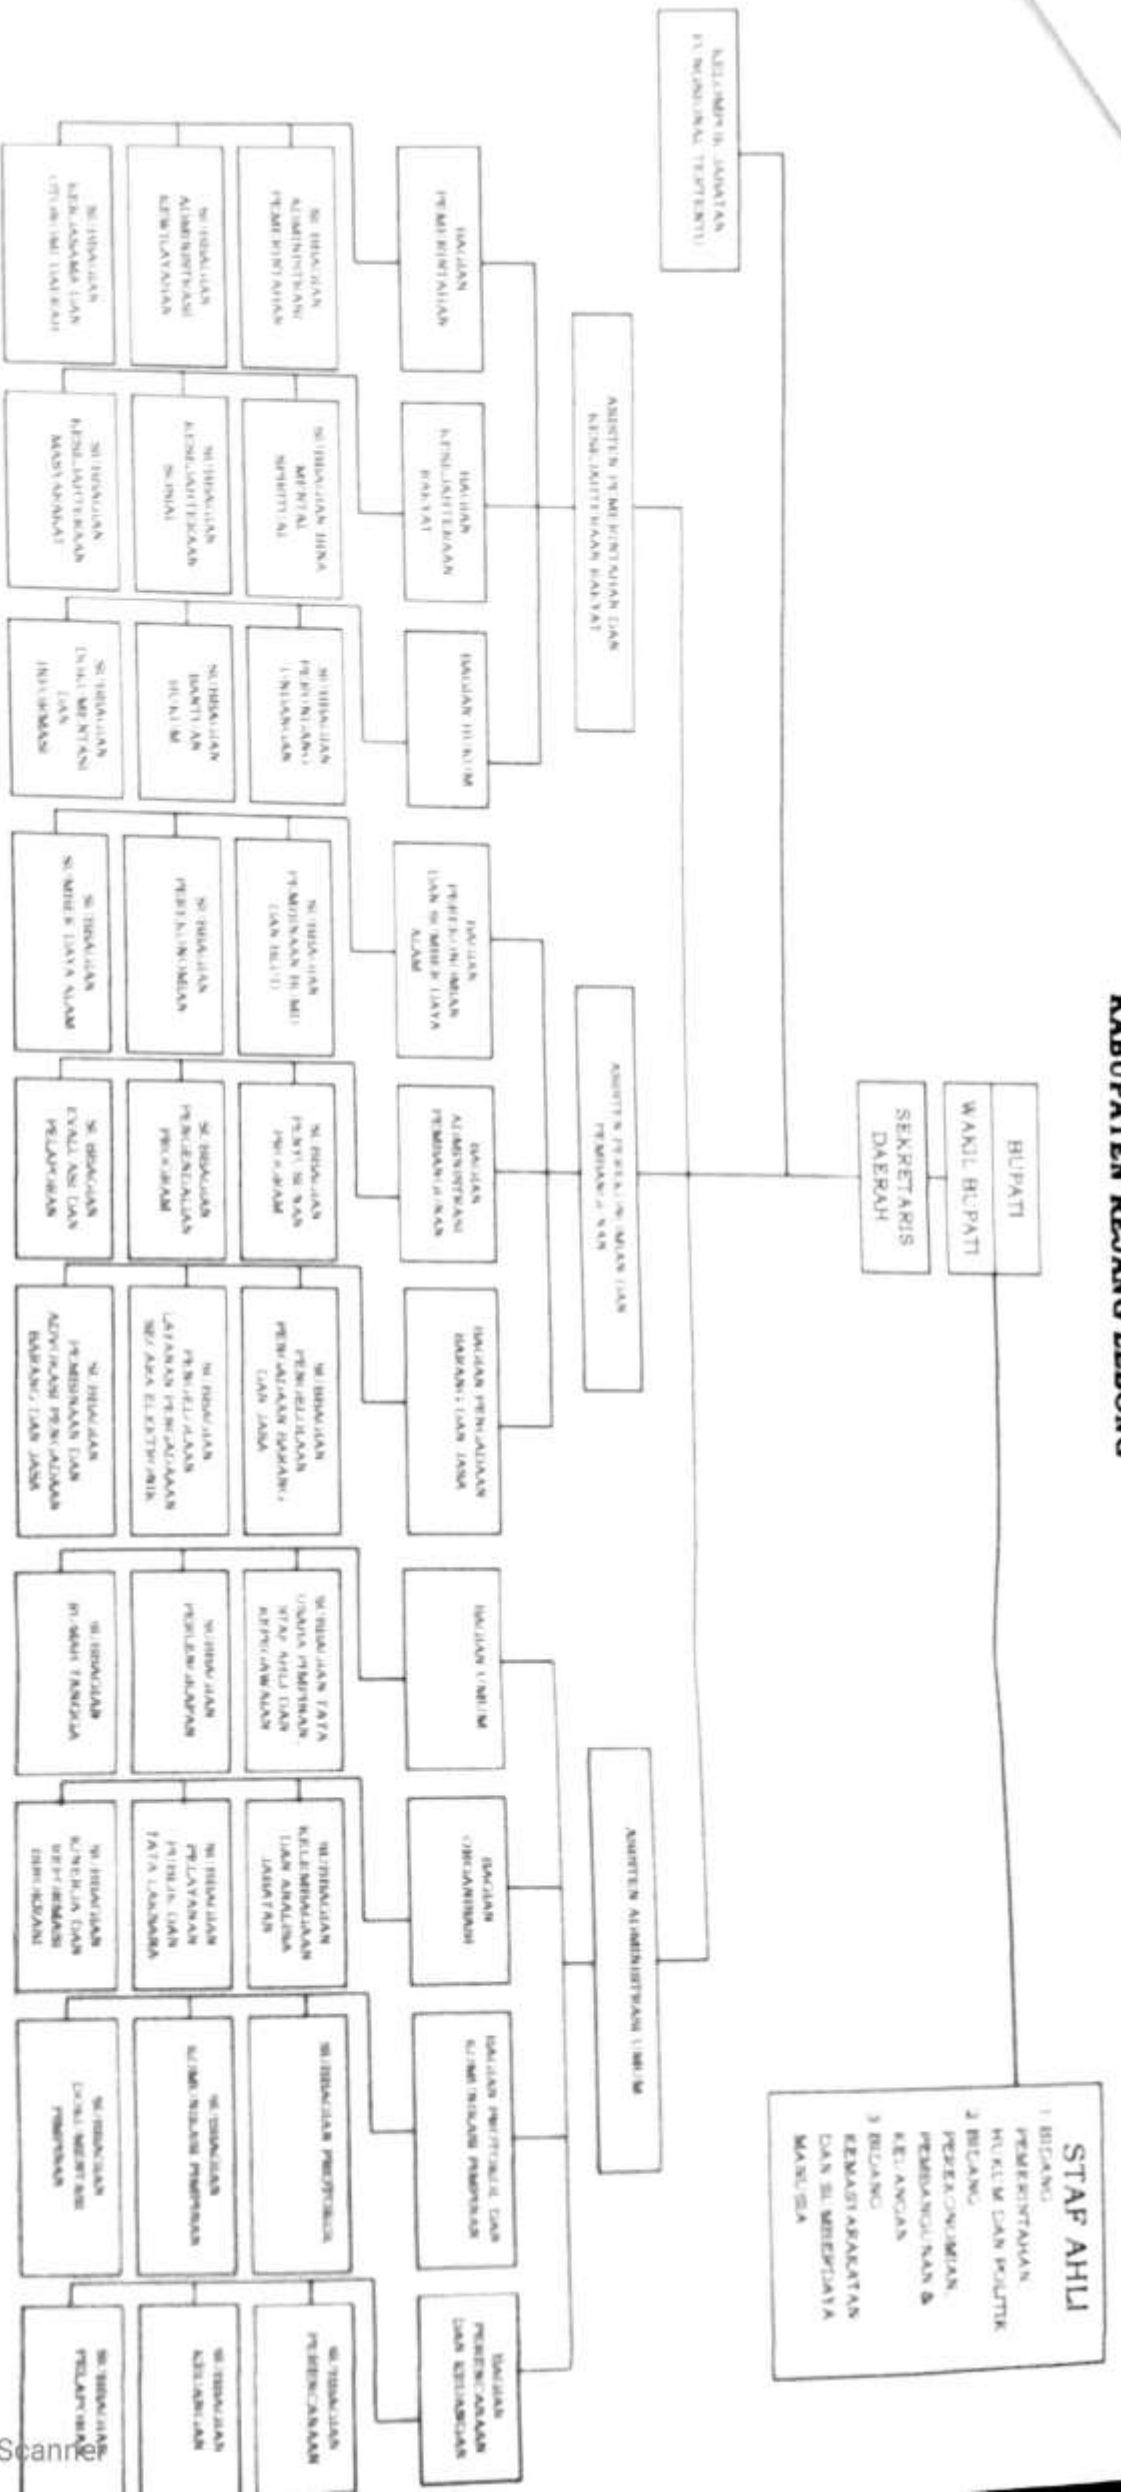 KABUPATEN REJANG LEBONG
BUPATI
WAKIL BUPATI
SEKRETARIS
DAERAH
STAF AHLI
1 BIDANG
PEMERINTAHAN
HUKUM DAN POLITIK
2 BIDANG
PEREKONOMIAN
PEMBANGUNAN &
KEUANGAN
3 BIDANG
KEMASYARAKATAN
DAN SUMBERDAYA
MANUSIA
KELOMPOK JABATAN
FUNGSIONAL TERTENTU
ASISTEN PEMERINTAHAN DAN
KESEJAHTERAAN RAKYAT
ASISTEN PEREKONOMIAN DAN
PEMBANGUNAN
ASISTEN ADMINISTRASI UMUM
BAGIAN
PEMERINTAHAN
BAGIAN
KESEJAHTERAAN
RAKYAT
BAGIAN HUKUM
BAGIAN
PEREKONOMIAN
DAN SUMBER DAYA
ALAM
BAGIAN
ADMINISTRASI
PEMBANGUNAN
BAGIAN PENGADAAN
BARANG DAN JASA
BAGIAN UMUM
BAGIAN
ORGANISASI
BAGIAN PROTOKOL DAN
KOMUNIKASI PIMPINAN
BAGIAN
PERENCANAAN
DAN KEUANGAN
SUBBAGIAN
ADMINISTRASI
PEMERINTAHAN
SUBBAGIAN BINA
MENTAL
SPIRITUAL
SUBBAGIAN
PERUNDANG
UNDANGAN
SUBBAGIAN
PEMBINAAN BUMD
DAN BLUD
SUBBAGIAN
PENYUSUNAN
PROGRAM
SUBBAGIAN
PENGELOLAAN
PENGADAAN BARANG
DAN JASA
SUBBAGIAN TATA
USAHA PIMPINAN,
STAF AHLI DAN
KEPEGAWAIAN
SUBBAGIAN
KELEMBAGAAN
DAN ANALISA
JABATAN
SUBBAGIAN PROTOKOL
SUBBAGIAN
PERENCANAAN
SUBBAGIAN
ADMINISTRASI
KEWILAYAHAN
SUBBAGIAN
KESEJAHTERAAN
SOSIAL
SUBBAGIAN
BANTUAN
HUKUM
SUBBAGIAN
PEREKONOMIAN
SUBBAGIAN
PENGENDALIAN
PROGRAM
SUBBAGIAN
PENGELOLAAN
LAYANAN PENGADAAN
SECARA ELEKTRONIK
SUBBAGIAN
PERLENGKAPAN
SUBBAGIAN
PELAYANAN
PUBLIK DAN
TATA LAKSANA
SUBBAGIAN
KOMUNIKASI PIMPINAN
SUBBAGIAN
KEUANGAN
SUBBAGIAN
KERJASAMA DAN
OTONOMI DAERAH
SUBBAGIAN
KESEJAHTERAAN
MASYARAKAT
SUBBAGIAN
DOKUMENTASI
DAN
INFORMASI
SUBBAGIAN
SUMBER DAYA ALAM
SUBBAGIAN
EVALUASI DAN
PELAPORAN
SUBBAGIAN
PEMBINAAN DAN
ADVOKASI PENGADAAN
BARANG DAN JASA
SUBBAGIAN
RUMAH TANGGA
SUBBAGIAN
KINERJA DAN
REFORMASI
BIROKRASI
SUBBAGIAN
DOKUMENTASI
PIMPINAN
SUBBAGIAN
PELAPORAN
Scanner